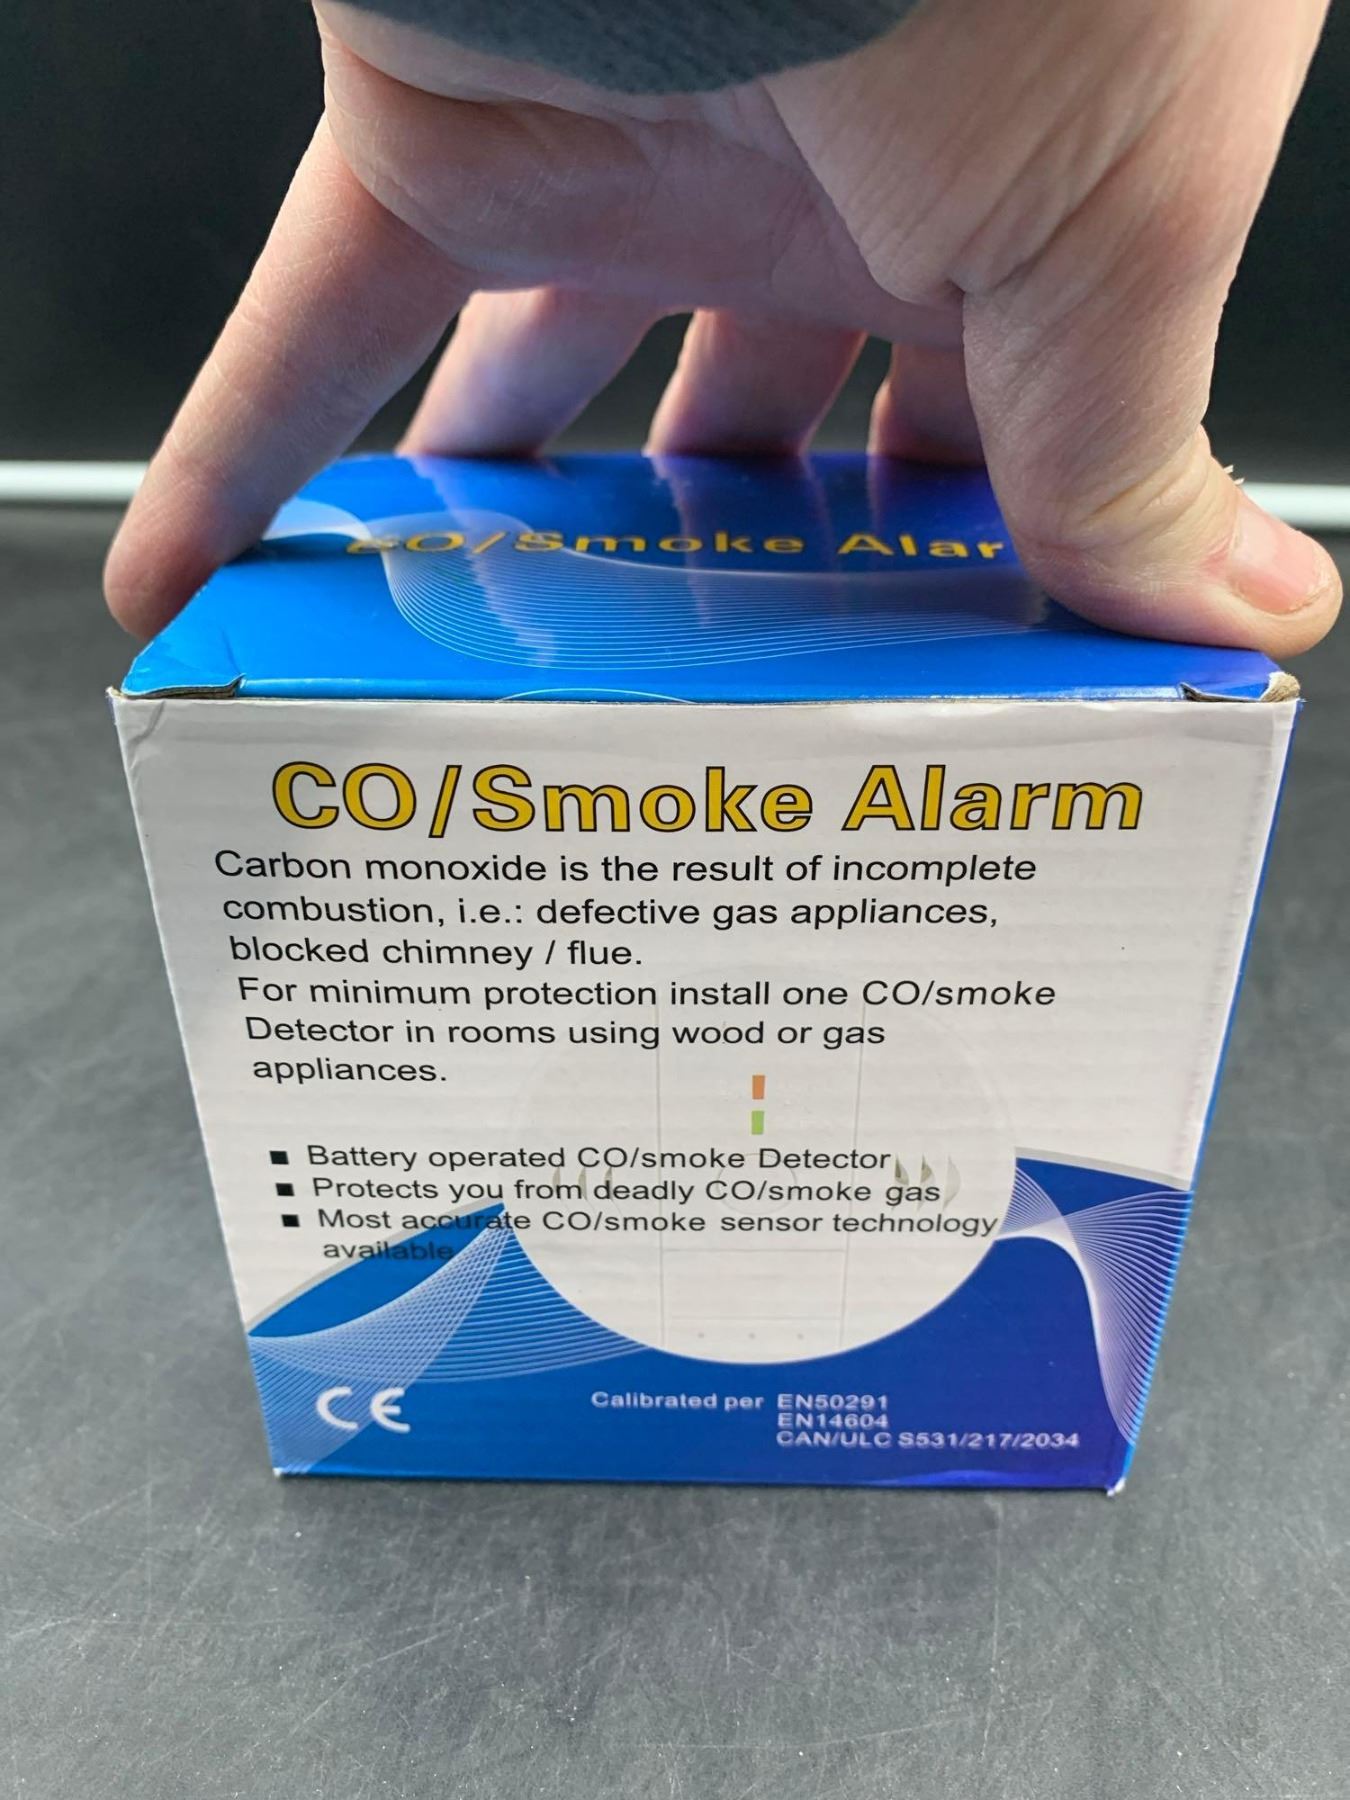 CO/Smoke Alar
CO/Smoke Alarm
Carbon monoxide is the result of incomplete
combustion, i.e.: defective gas appliances,
blocked chimney / flue.
For minimum protection install one CO/smoke
Detector in rooms using wood or gas
appliances.
▪ Battery operated CO/smoke Detector
▪ Protects you from deadly CO/smoke gas
▪ Most accurate CO/smoke sensor technology
available
CE
Calibrated per EN50291
EN14604
CAN/ULC S531/217/2034